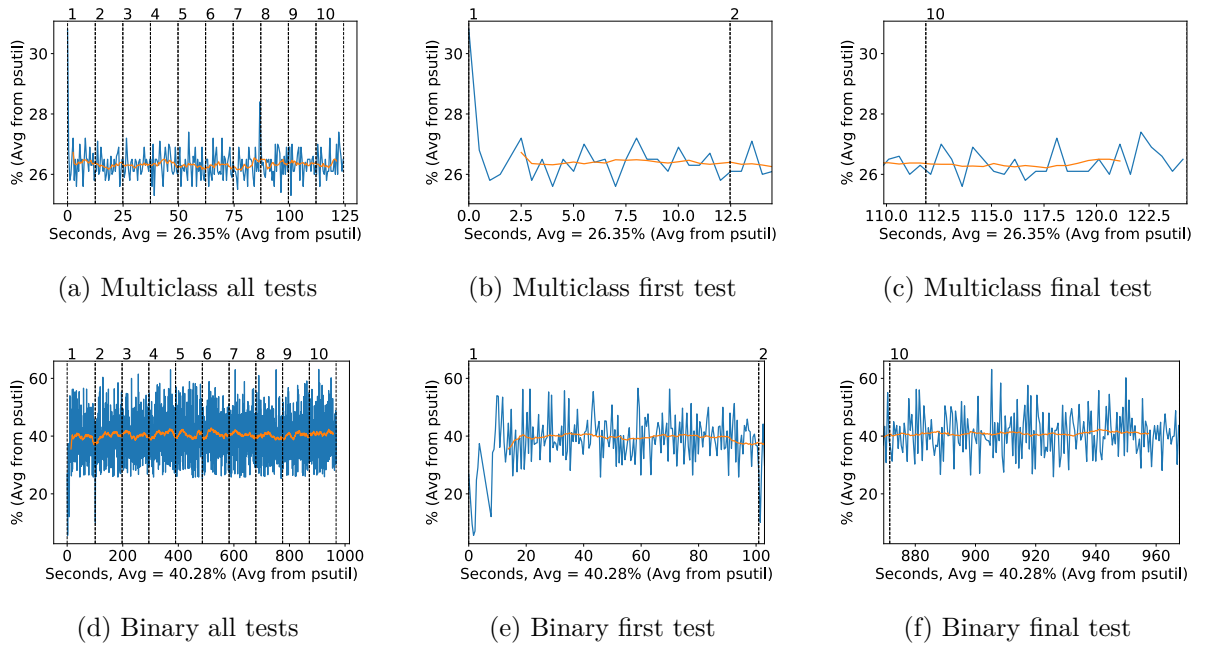 1 2 3 4 5 6 7 8 9 10
30
28
26
% (Avg from psutil)
0 25 50 75 100 125
Seconds, Avg = 26.35% (Avg from psutil)
(a) Multiclass all tests
1 2
30
28
26
% (Avg from psutil)
0.0 2.5 5.0 7.5 10.0 12.5
Seconds, Avg = 26.35% (Avg from psutil)
(b) Multiclass first test
10
30
28
26
% (Avg from psutil)
110.0 112.5 115.0 117.5 120.0 122.5
Seconds, Avg = 26.35% (Avg from psutil)
(c) Multiclass final test
1 2 3 4 5 6 7 8 9 10
60
40
20
% (Avg from psutil)
0 200 400 600 800 1000
Seconds, Avg = 40.28% (Avg from psutil)
(d) Binary all tests
1 2
60
40
20
% (Avg from psutil)
0 20 40 60 80 100
Seconds, Avg = 40.28% (Avg from psutil)
(e) Binary first test
10
60
40
20
% (Avg from psutil)
880 900 920 940 960
Seconds, Avg = 40.28% (Avg from psutil)
(f) Binary final test